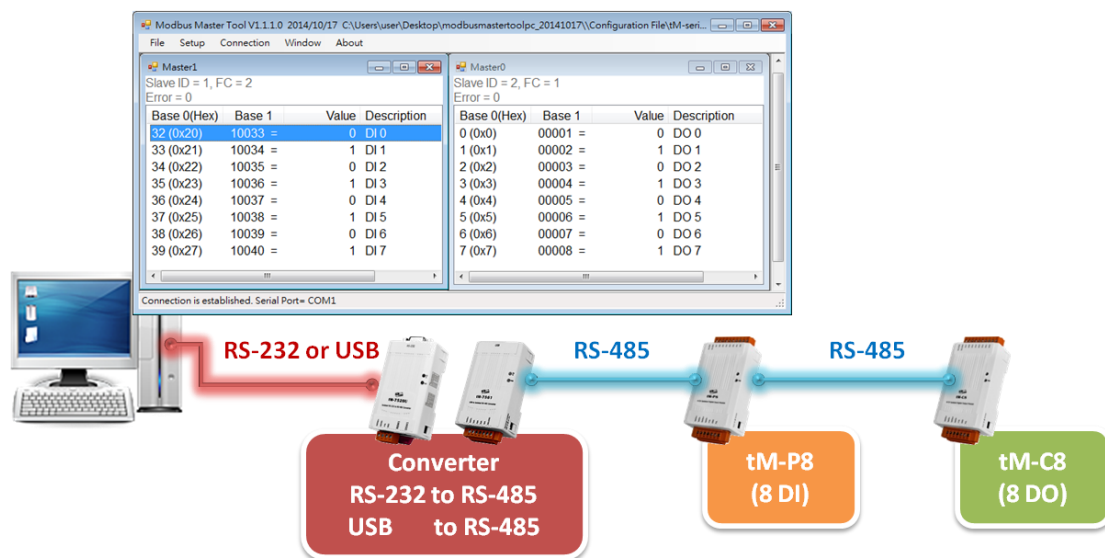 Modbus Master Tool V1.1.1.0 2014/10/17 C:\Users\user\Desktop\modbusmastertoolpc_20141017\\Configuration File\tM-seri...
File Setup Connection Window About
Master1
Slave ID = 1, FC = 2
Error = 0
Base 0(Hex) Base 1 Value Description
32 (0x20) 10033 = 0 DI 0
33 (0x21) 10034 = 1 DI 1
34 (0x22) 10035 = 0 DI 2
35 (0x23) 10036 = 1 DI 3
36 (0x24) 10037 = 0 DI 4
37 (0x25) 10038 = 1 DI 5
38 (0x26) 10039 = 0 DI 6
39 (0x27) 10040 = 1 DI 7
Master0
Slave ID = 2, FC = 1
Error = 0
Base 0(Hex) Base 1 Value Description
0 (0x0) 00001 = 0 DO 0
1 (0x1) 00002 = 1 DO 1
2 (0x2) 00003 = 0 DO 2
3 (0x3) 00004 = 1 DO 3
4 (0x4) 00005 = 0 DO 4
5 (0x5) 00006 = 1 DO 5
6 (0x6) 00007 = 0 DO 6
7 (0x7) 00008 = 1 DO 7
Connection is established. Serial Port= COM1
RS-232 or USB
RS-485
RS-485
Converter
RS-232 to RS-485
USB to RS-485
tM-P8
(8 DI)
tM-C8
(8 DO)